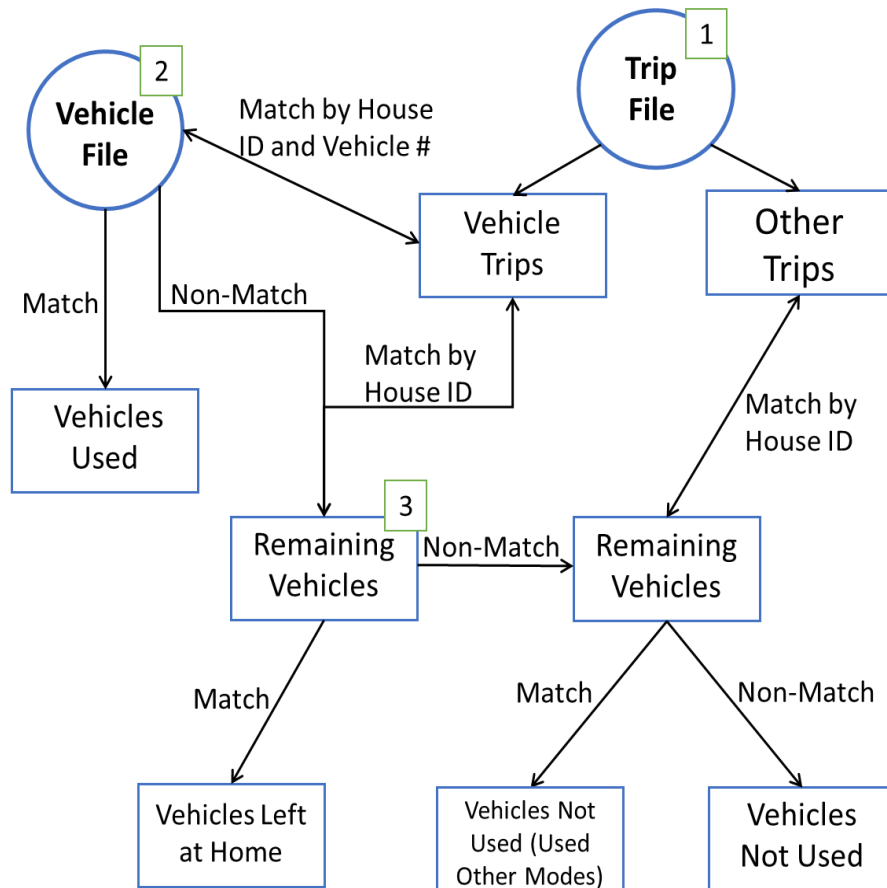 1
Trip
File
2
Vehicle
File
Match by House
ID and Vehicle #
Vehicle
Trips
Other
Trips
Match
Non-Match
Match by
House ID
Match by
House ID
Vehicles
Used
3
Remaining
Vehicles
Non-Match
Remaining
Vehicles
Match
Match
Non-Match
Vehicles Left
at Home
Vehicles Not
Used (Used
Other Modes)
Vehicles
Not Used